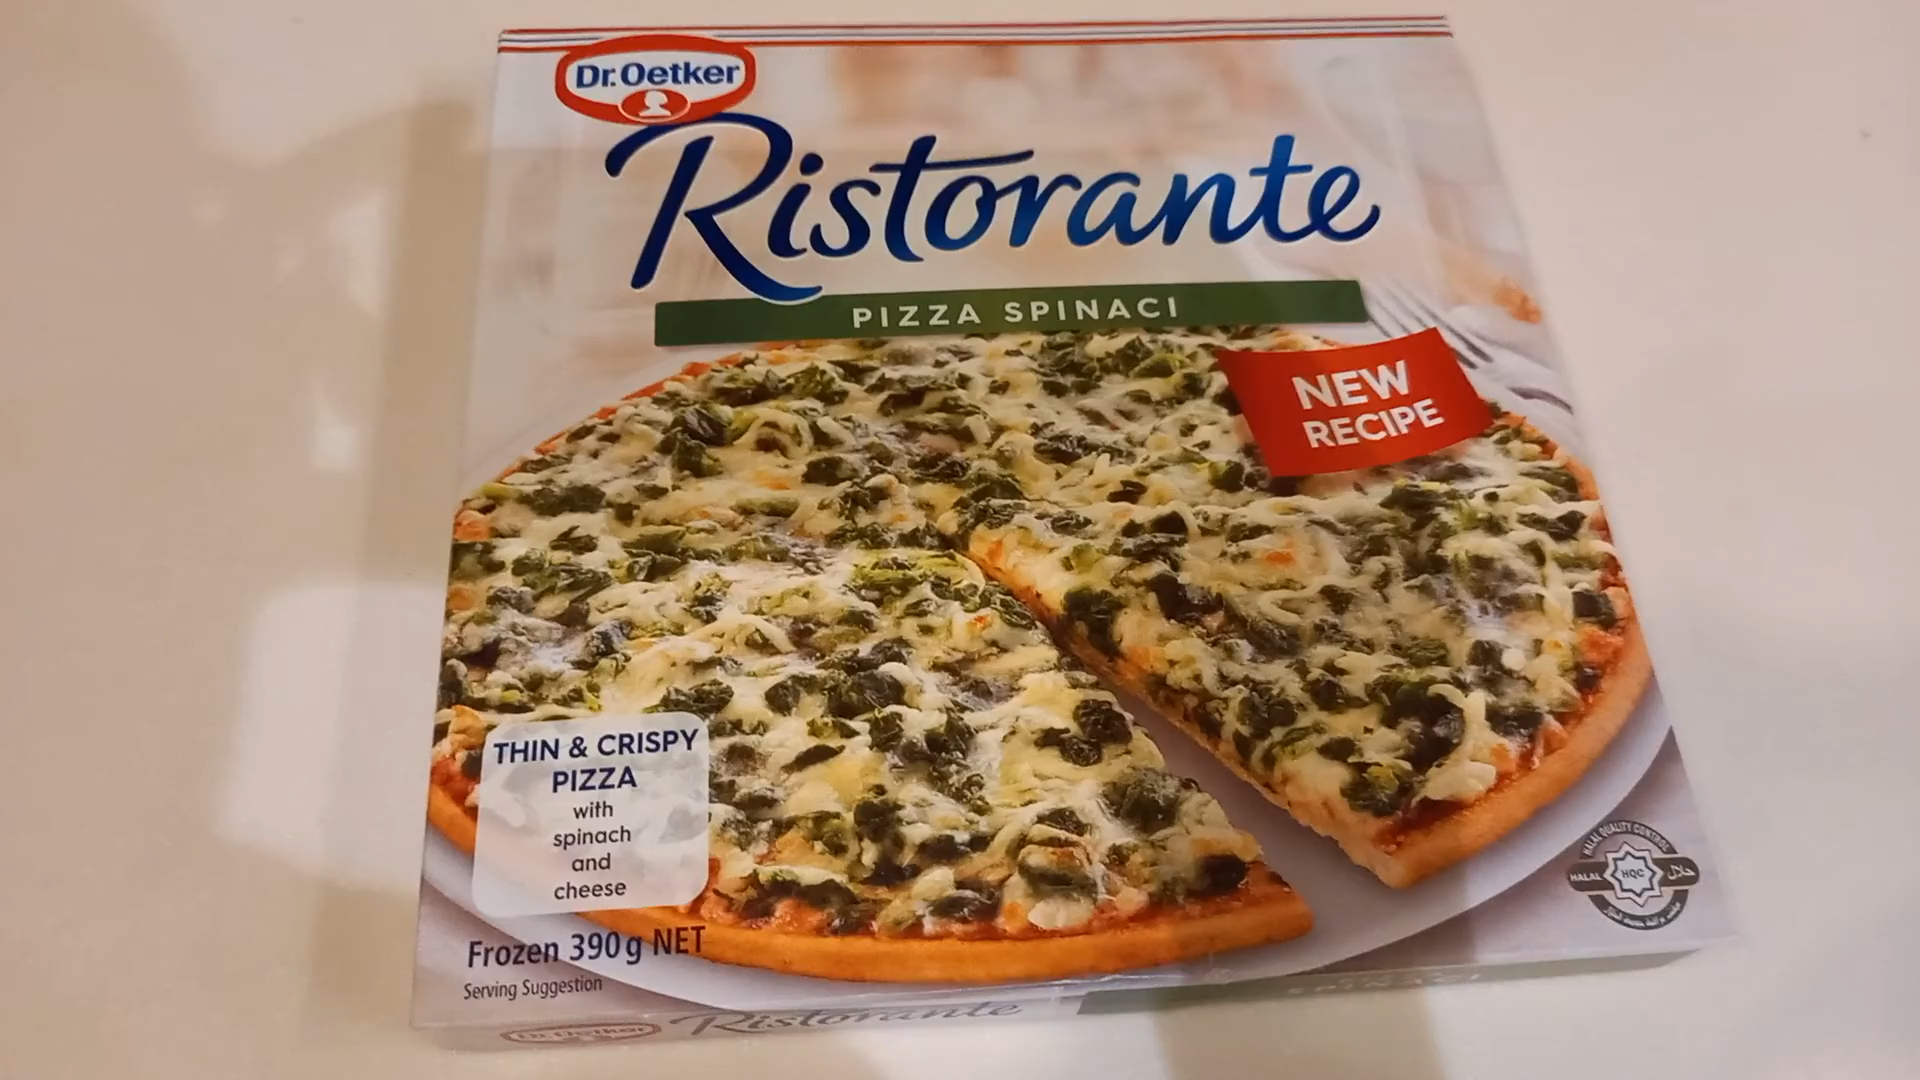 Dr. Oetker
Ristorante
PIZZA SPINACI
NEW
RECIPE
THIN & CRISPY
PIZZA
with
spinach
and
cheese
Frozen 390g NET
Serving Suggestion
HALAL QUALITY CONTROL
HALAL HQC حلال
Dr. Oetker Ristorante
SPINACI